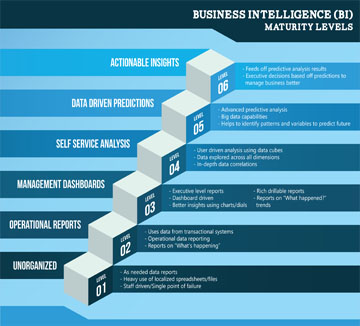 BUSINESS INTELLIGENCE (BI)
MATURITY LEVELS
ACTIONABLE INSIGHTS
LEVEL
06
- Feeds off predictive analysis results
- Executive decisions based off predictions to
manage business better
DATA DRIVEN PREDICTIONS
LEVEL
05
- Advanced predictive analysis
- Big data capabilities
- Helps to identify patterns and variables to predict future
SELF SERVICE ANALYSIS
LEVEL
04
- User driven analysis using data cubes
- Data explored across all dimensions
- In-depth data correlations
MANAGEMENT DASHBOARDS
LEVEL
03
- Executive level reports
- Dashboard driven
- Better insights using charts/dials
- Rich drillable reports
- Reports on "What happened?"
trends
OPERATIONAL REPORTS
LEVEL
02
- Uses data from transactional systems
- Operational data reporting
- Reports on "What's happening"
UNORGANIZED
LEVEL
01
- As needed data reports
- Heavy use of localized spreadsheets/files
- Staff driven/Single point of failure